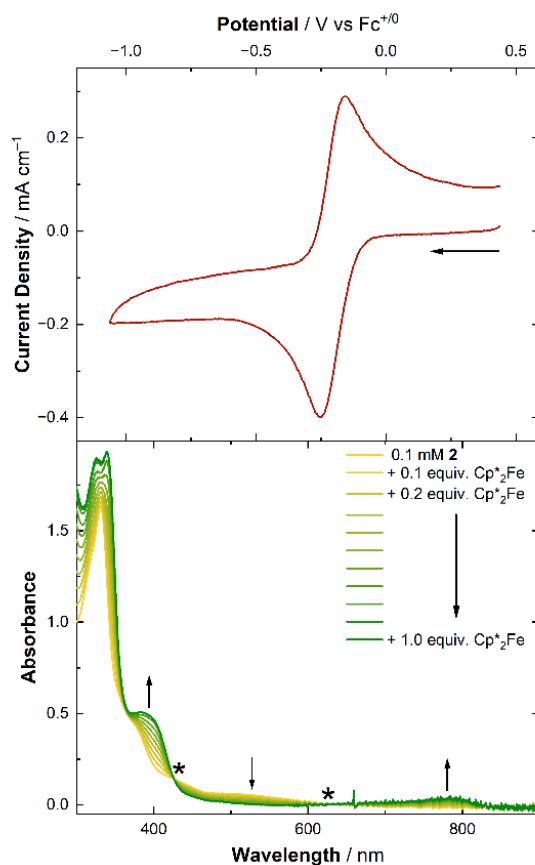 Potential / V vs Fc⁺ᐟ⁰
−1.0 −0.5 0.0 0.5
Current Density / mA cm⁻¹
0.2
0.0
−0.2
−0.4
0.1 mM 2
+ 0.1 equiv. Cp*₂Fe
+ 0.2 equiv. Cp*₂Fe
+ 1.0 equiv. Cp*₂Fe
Absorbance
1.5
1.0
0.5
0.0
*
*
400 600 800
Wavelength / nm